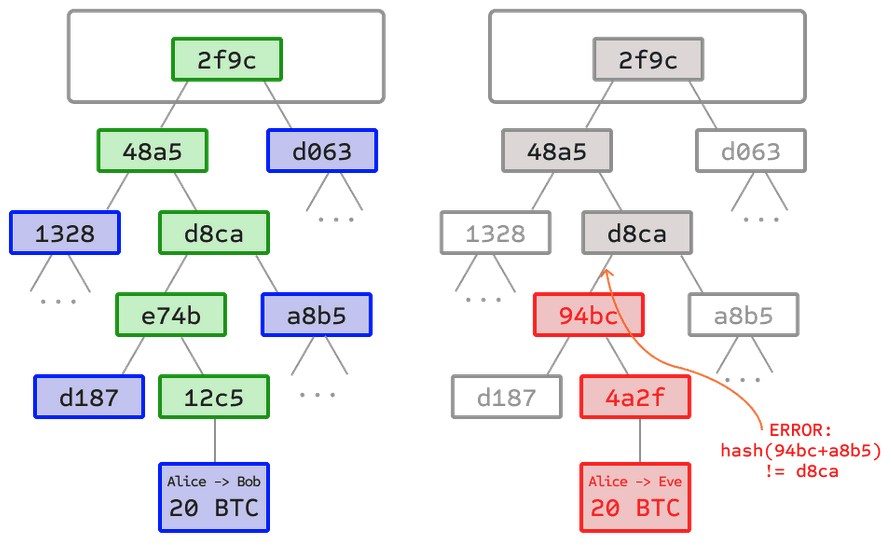 2f9c
48a5
d063
1328
d8ca
...
...
e74b
a8b5
d187
12c5
...
Alice -> Bob
20 BTC
2f9c
48a5
d063
1328
d8ca
...
...
94bc
a8b5
d187
4a2f
...
ERROR:
hash(94bc+a8b5)
!= d8ca
Alice -> Eve
20 BTC